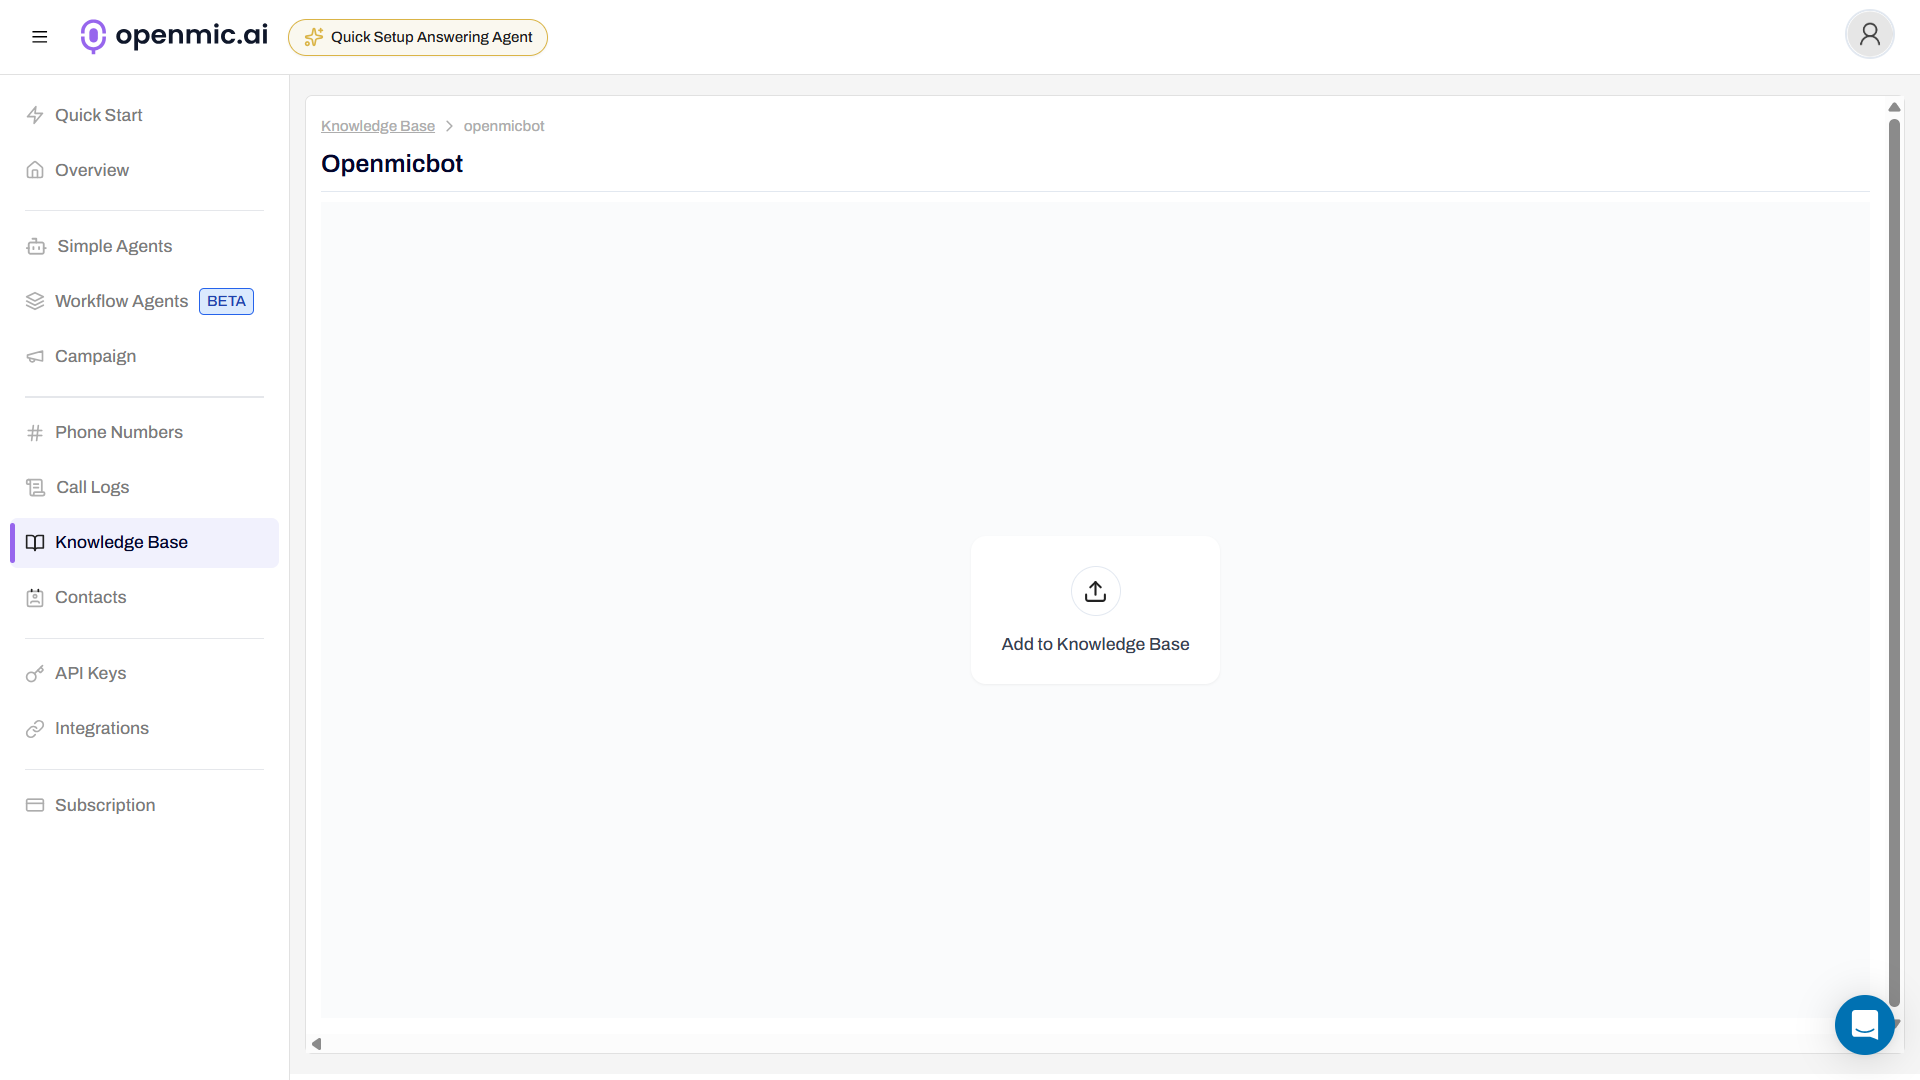 openmic.ai
Quick Setup Answering Agent
Quick Start
Overview
Simple Agents
Workflow Agents BETA
Campaign
Phone Numbers
Call Logs
Knowledge Base
Contacts
API Keys
Integrations
Subscription
Knowledge Base > openmicbot
Openmicbot
Add to Knowledge Base